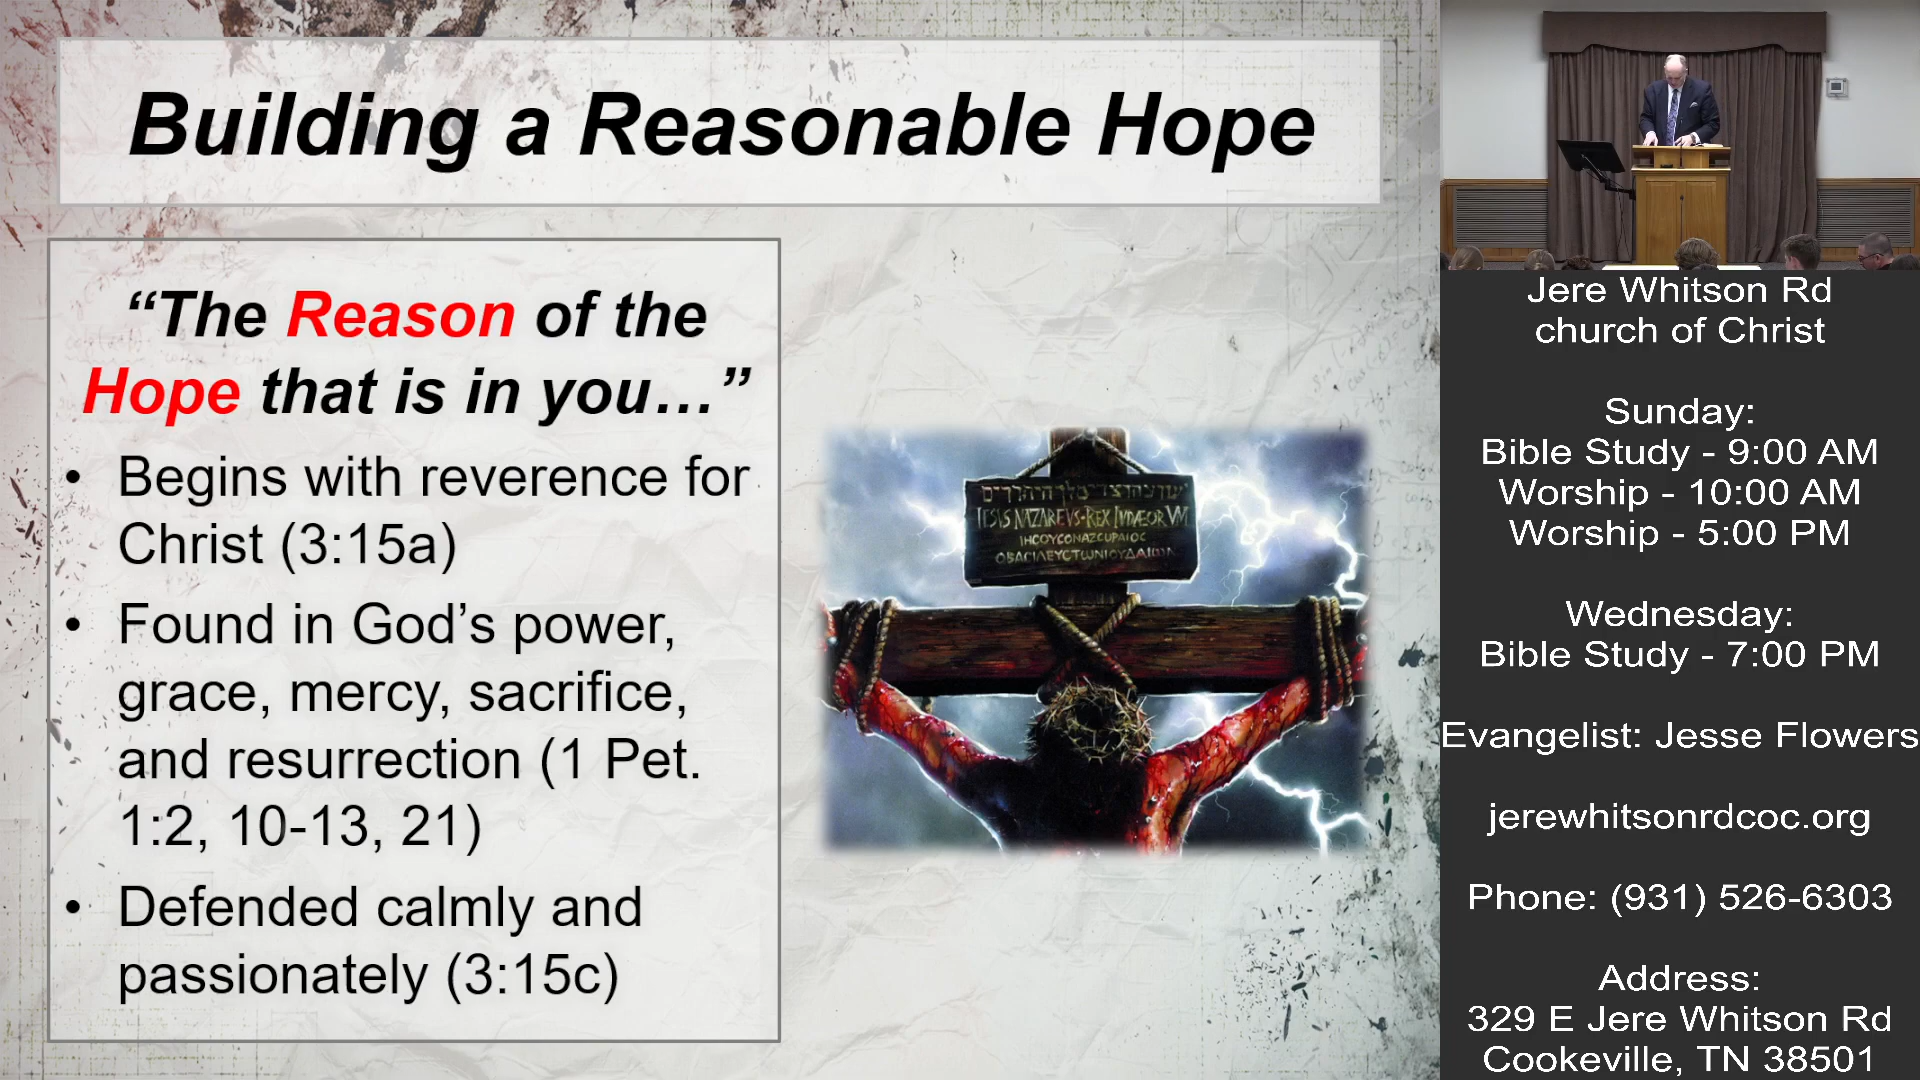 Building a Reasonable Hope
“The Reason of the
Hope that is in you…”
• Begins with reverence for
Christ (3:15a)
• Found in God’s power,
grace, mercy, sacrifice,
and resurrection (1 Pet.
1:2, 10-13, 21)
• Defended calmly and
passionately (3:15c)
JESUS NAZAREVS·REX
Jere Whitson Rd
church of Christ
Sunday:
Bible Study - 9:00 AM
Worship - 10:00 AM
Worship - 5:00 PM
Wednesday:
Bible Study - 7:00 PM
Evangelist: Jesse Flowers
jerewhitsonrdcoc.org
Phone: (931) 526-6303
Address:
329 E Jere Whitson Rd
Cookeville, TN 38501